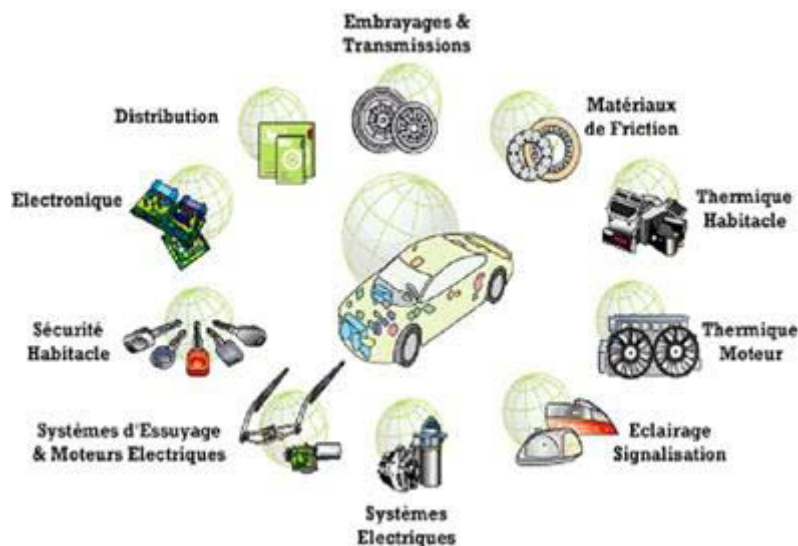 Embrayages &
Transmissions
Distribution
Matériaux
de Friction
Electronique
Thermique
Habitacle
Sécurité
Habitacle
Thermique
Moteur
Systèmes d'Essuyage
& Moteurs Electriques
Eclairage
Signalisation
Systèmes
Electriques